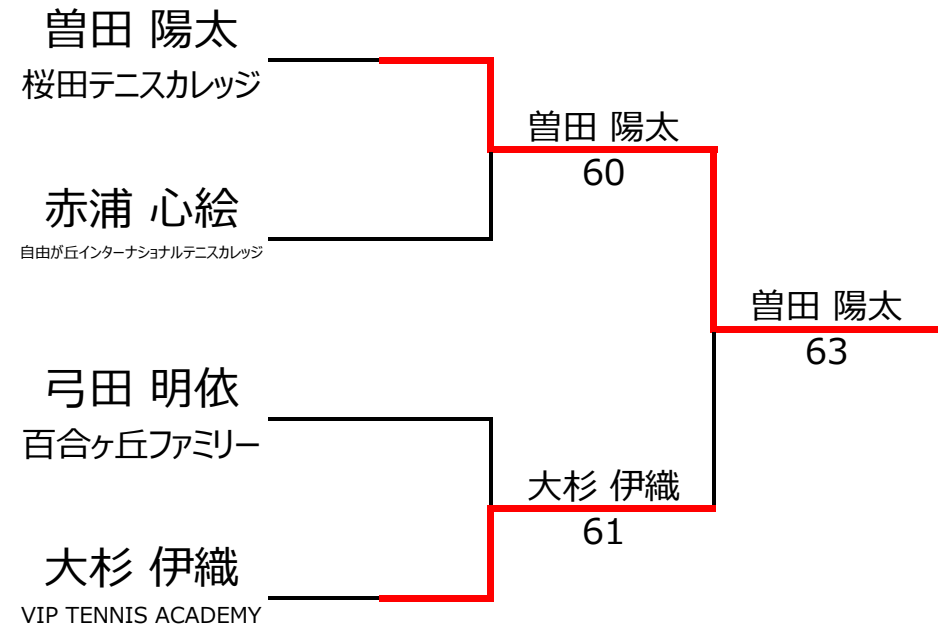 曽田 陽太
桜田テニスカレッジ
赤浦 心絵
自由が丘インターナショナルテニスカレッジ
弓田 明依
百合ヶ丘ファミリー
大杉 伊織
VIP TENNIS ACADEMY
曽田 陽太
60
大杉 伊織
61
曽田 陽太
63